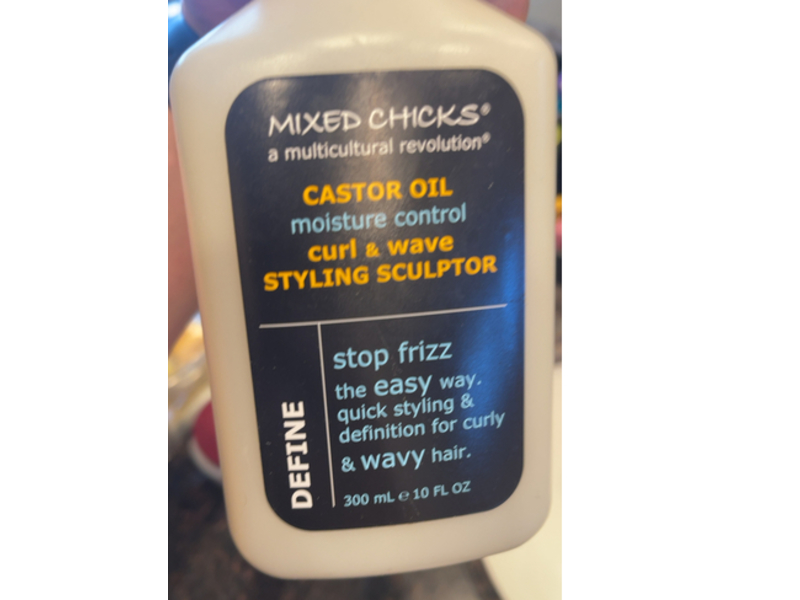 MIXED CHICKS®
a multicultural revolution®
CASTOR OIL
moisture control
curl & wave
STYLING SCULPTOR
DEFINE
stop frizz
the easy way.
quick styling &
definition for curly
& wavy hair.
300 mL ℮ 10 FL OZ